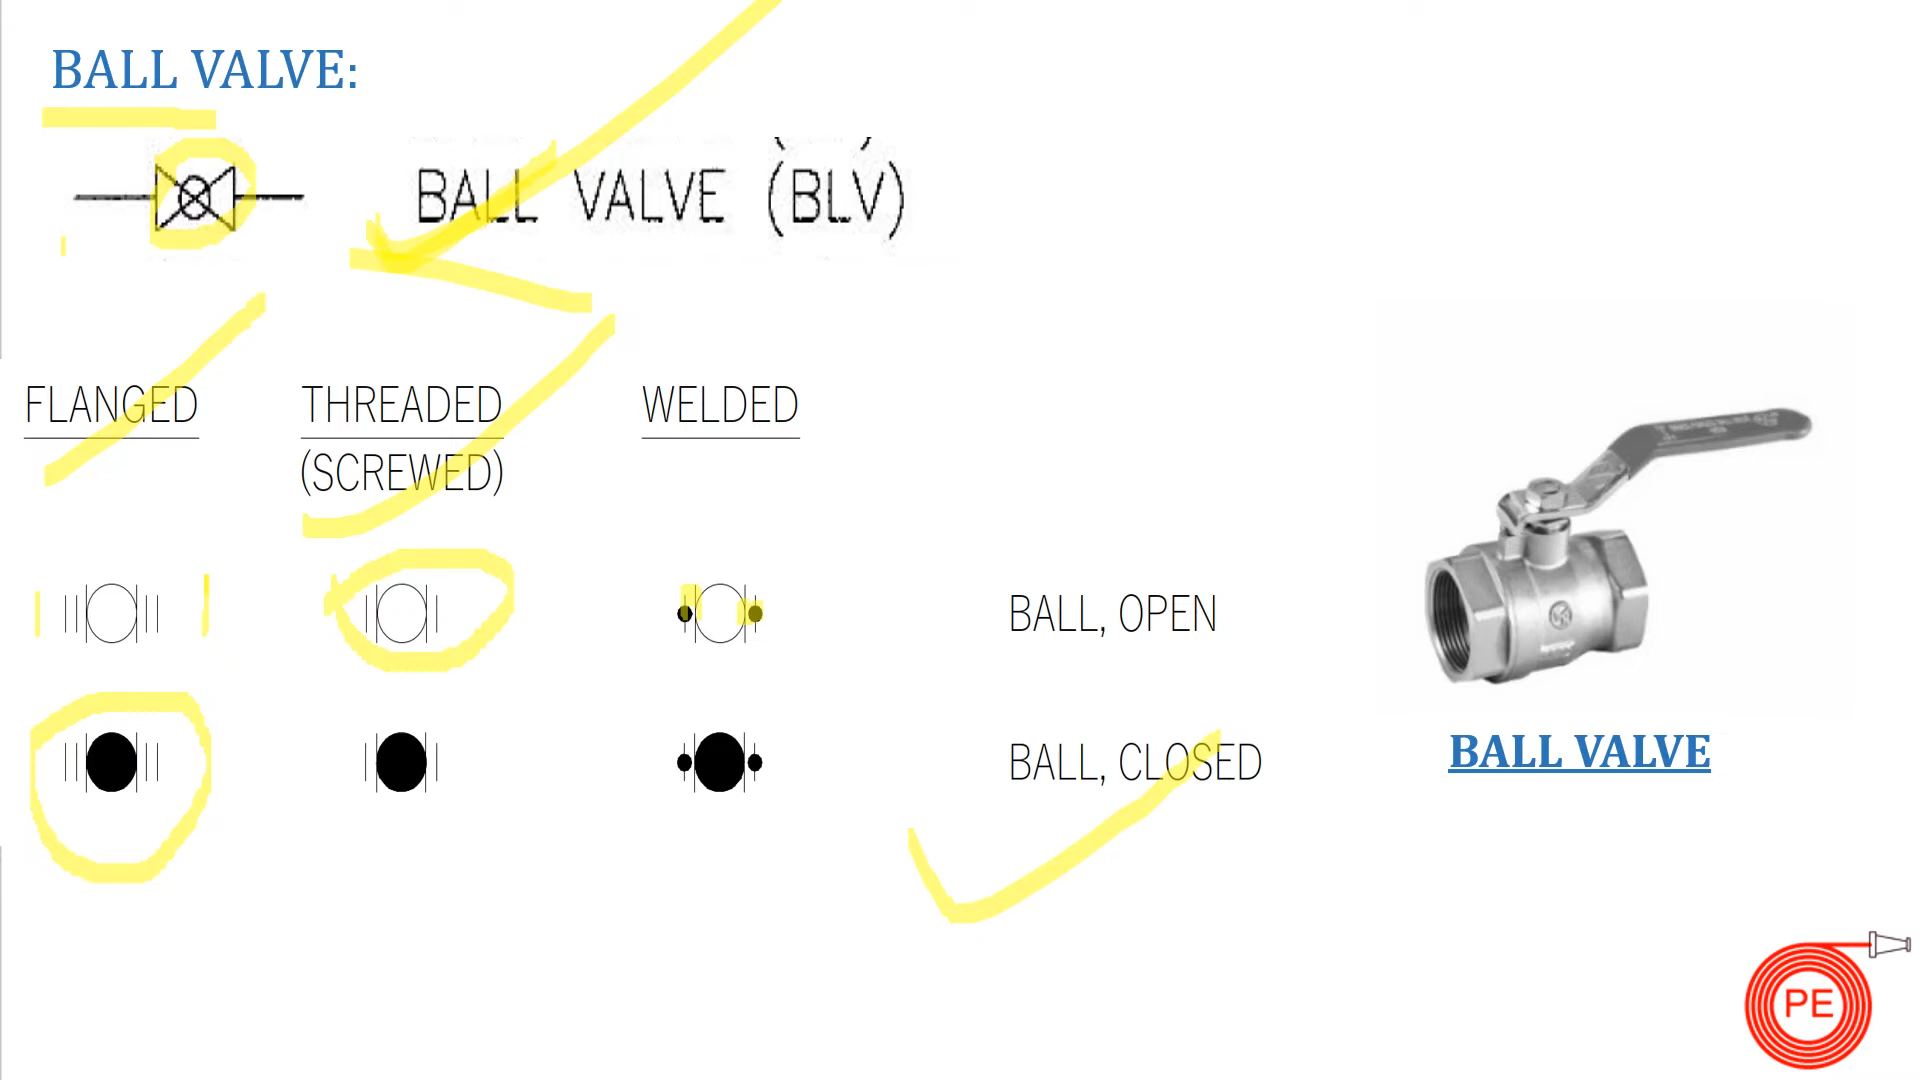 BALL VALVE:
BALL VALVE (BLV)
FLANGED
THREADED
(SCREWED)
WELDED
BALL, OPEN
BALL, CLOSED
BALL VALVE
PE